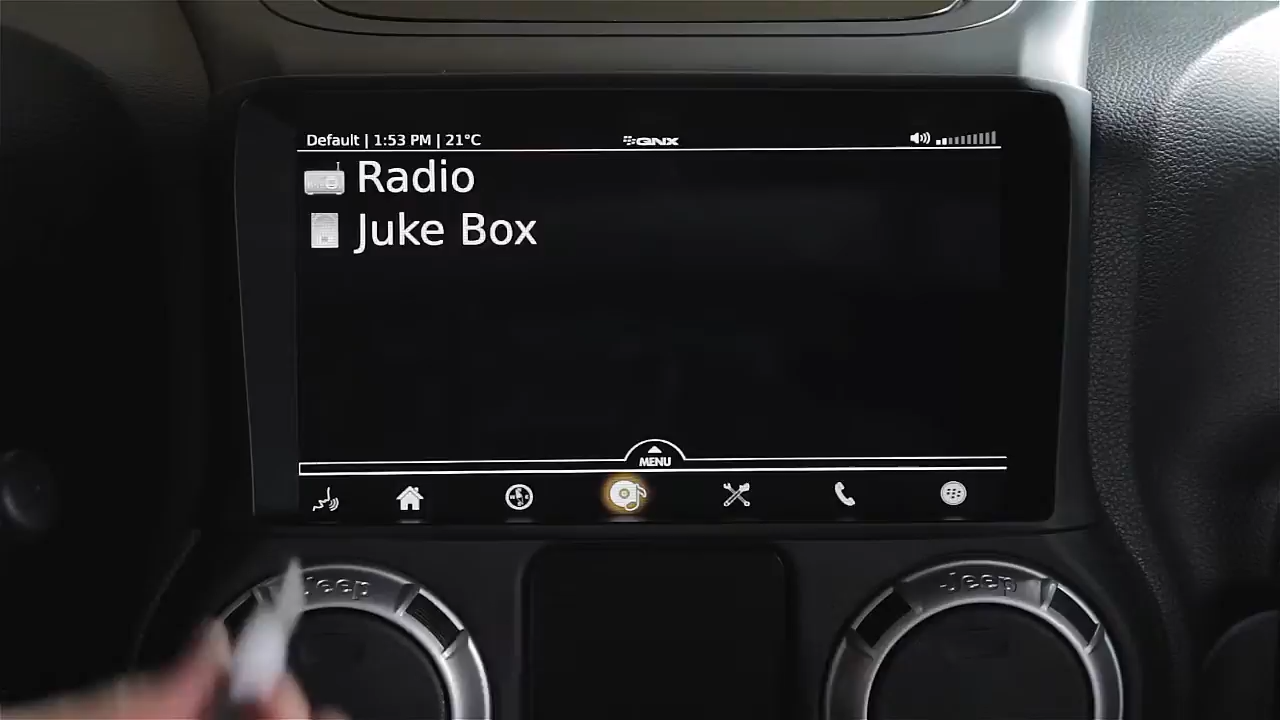 Default | 1:53 PM | 21°C
QNX
Radio
Juke Box
MENU
Jeep
Jeep